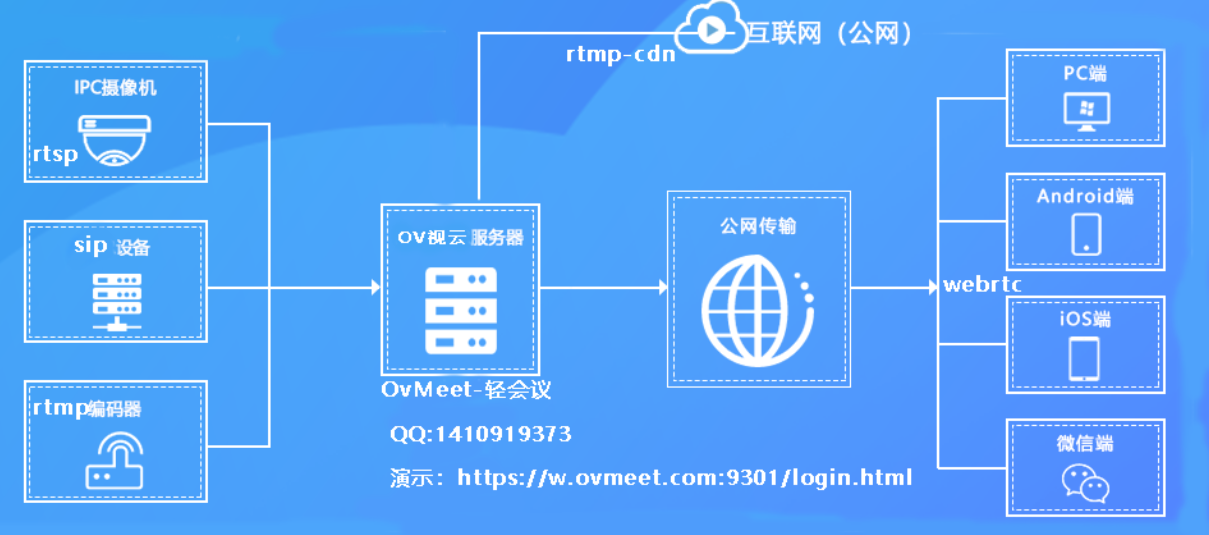 互联网（公网）
rtmp-cdn
IPC摄像机
rtsp
sip 设备
rtmp编码器
OV视云 服务器
OvMeet-轻会议
QQ:1410919373
演示：https://w.ovmeet.com:9301/login.html
公网传输
webrtc
PC端
Android端
iOS端
微信端